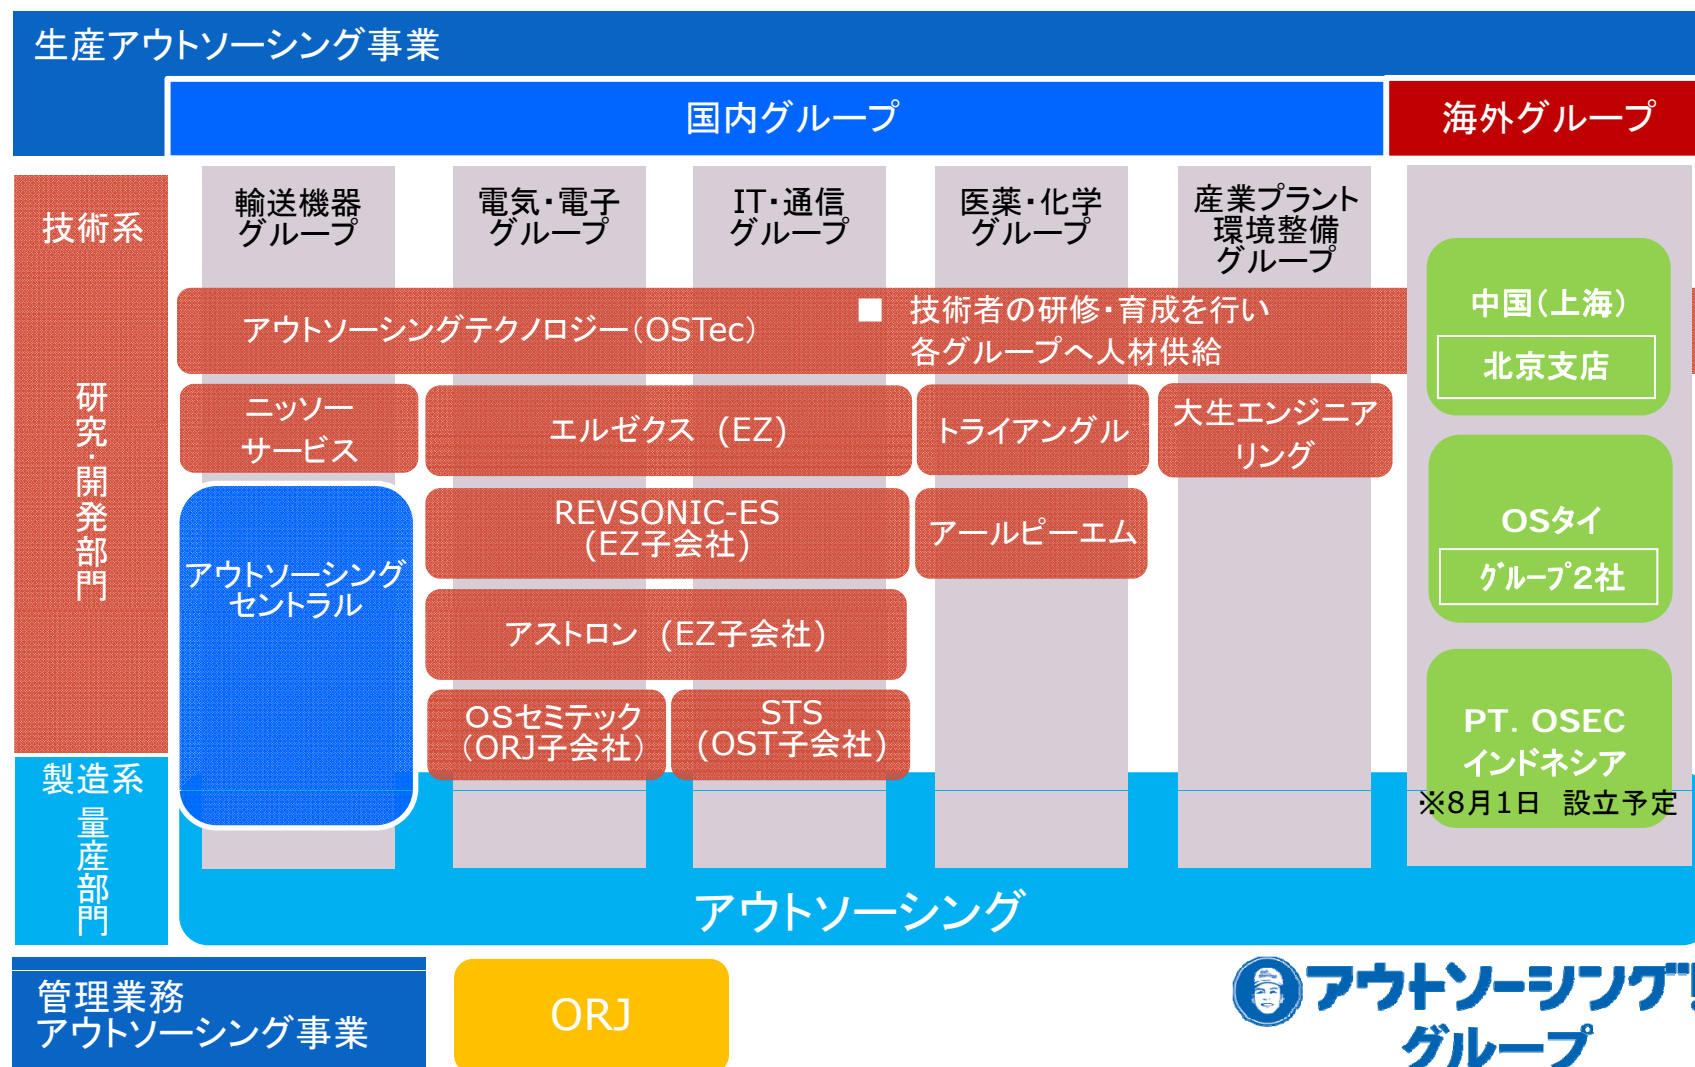 生産アウトソーシング事業
国内グループ
海外グループ
技術系
研究・開発部門
製造系
量産部門
輸送機器
グループ
電気・電子
グループ
IT・通信
グループ
医薬・化学
グループ
産業プラント
環境整備
グループ
アウトソーシングテクノロジー（OSTec）
■ 技術者の研修・育成を行い
各グループへ人材供給
ニッソー
サービス
エルゼクス (EZ)
トライアングル
大生エンジニア
リング
REVSONIC-ES
(EZ子会社)
アールピーエム
アウトソーシング
セントラル
アストロン (EZ子会社)
OSセミテック
（ORJ子会社）
STS
(OST子会社)
中国（上海）
北京支店
OSタイ
ｸﾞﾙｰﾌﾟ2社
PT. OSEC
インドネシア
※8月1日 設立予定
アウトソーシング
管理業務
アウトソーシング事業
ORJ
アウトソーシング!
グループ